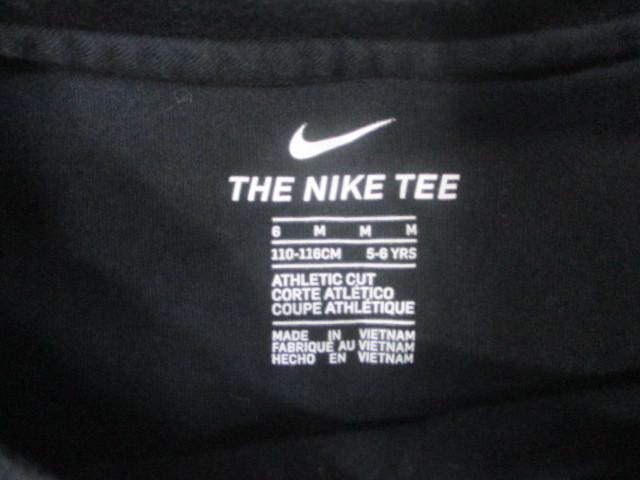 THE NIKE TEE
6 M M M
110-116CM 5-6 YRS
ATHLETIC CUT
CORTE ATLÉTICO
COUPE ATHLÉTIQUE
MADE IN VIETNAM
FABRIQUÉ AU VIETNAM
HECHO EN VIETNAM